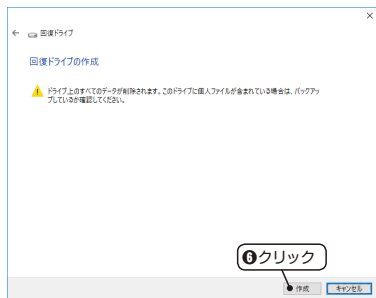 回復ドライブ
回復ドライブの作成
ドライブ上のすべてのデータが削除されます。このドライブに個人ファイルが含まれている場合は、バックアッ
プしているか確認してください。
❻クリック
作成 キャンセル